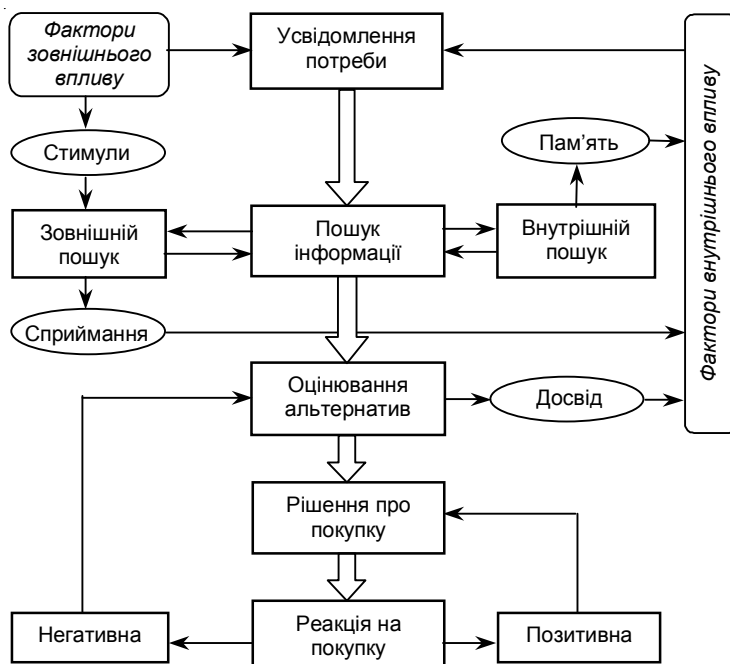 Фактори
зовнішнього
впливу
Усвідомлення
потреби
Фактори внутрішнього впливу
Стимули
Пам’ять
Зовнішній
пошук
Пошук
інформації
Внутрішній
пошук
Сприймання
Оцінювання
альтернатив
Досвід
Рішення про
покупку
Негативна
Реакція на
покупку
Позитивна